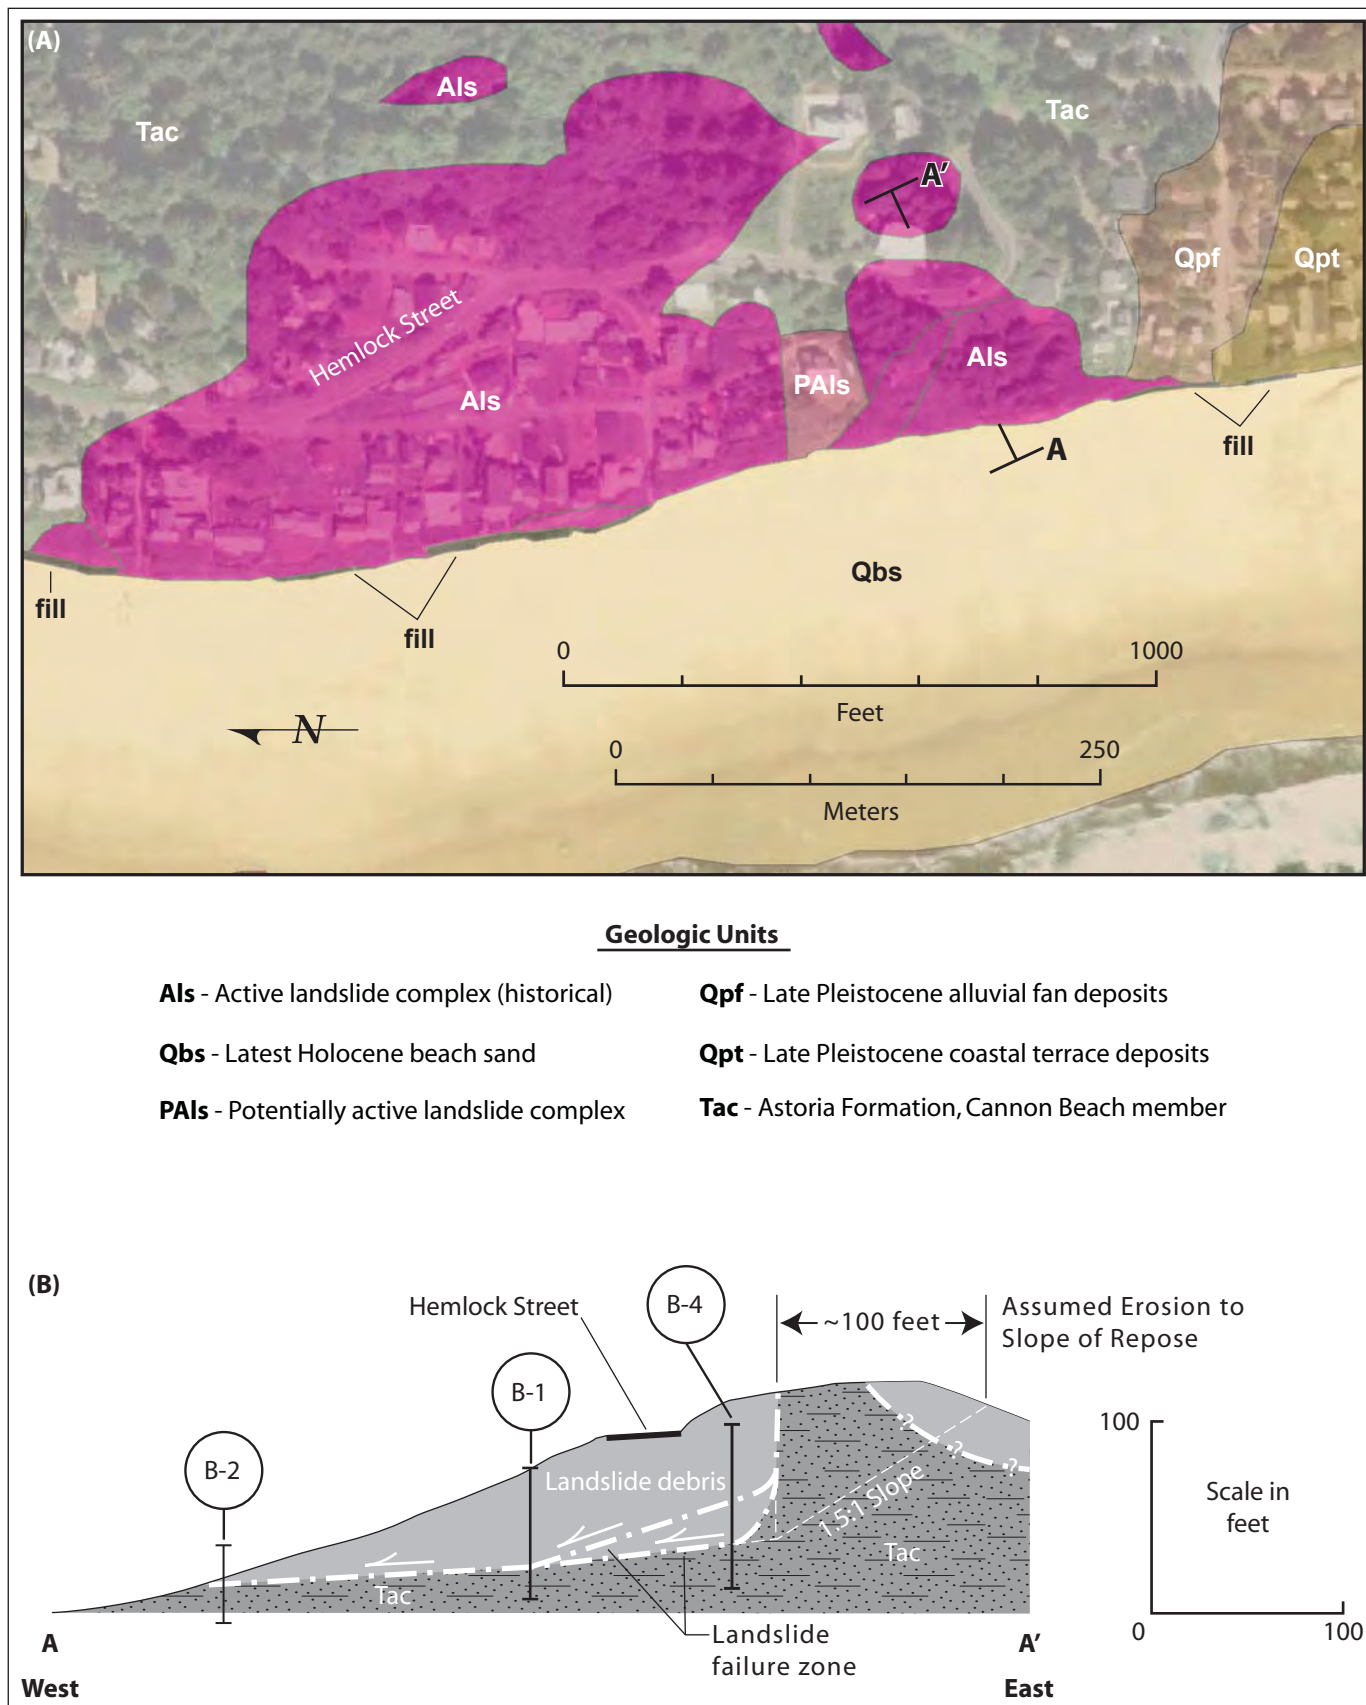 (A)
Als
Tac
Tac
A'
Qpf
Qpt
Hemlock Street
Als
PAls
Als
A
fill
Qbs
fill
fill
0 1000
Feet
N
0 250
Meters
Geologic Units
Als - Active landslide complex (historical)
Qbs - Latest Holocene beach sand
PAls - Potentially active landslide complex
Qpf - Late Pleistocene alluvial fan deposits
Qpt - Late Pleistocene coastal terrace deposits
Tac - Astoria Formation, Cannon Beach member
(B)
Hemlock Street
B-4
~100 feet
Assumed Erosion to
Slope of Repose
B-1
B-2
Landslide debris
? ? ?
1.5:1 Slope
Tac
Tac
100
Scale in
feet
0 100
Landslide
failure zone
A
West
A'
East